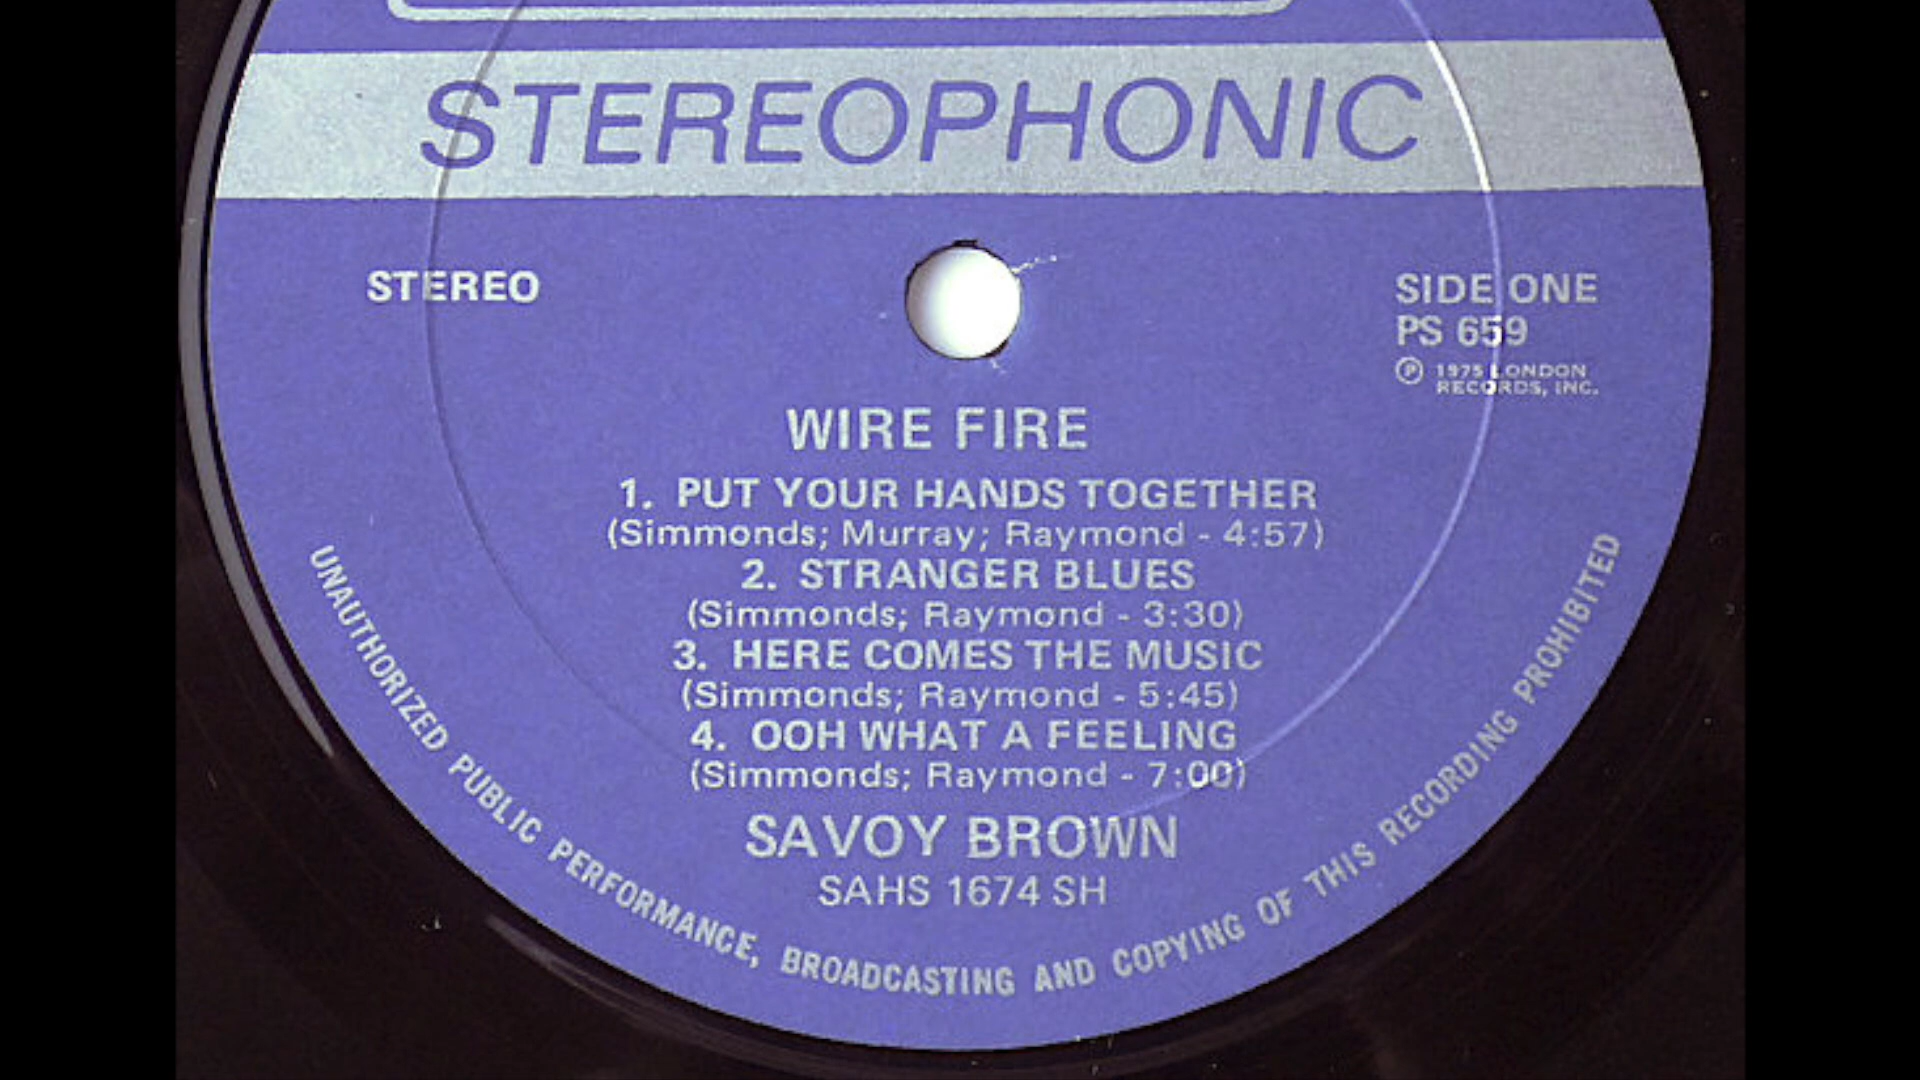 STEREOPHONIC
STEREO
SIDE ONE
PS 659
Ⓟ 1975 LONDON
RECORDS, INC.
WIRE FIRE
1. PUT YOUR HANDS TOGETHER
(Simmonds; Murray; Raymond - 4:57)
2. STRANGER BLUES
(Simmonds; Raymond - 3:30)
3. HERE COMES THE MUSIC
(Simmonds; Raymond - 5:45)
4. OOH WHAT A FEELING
(Simmonds; Raymond - 7:00)
SAVOY BROWN
SAHS 1674 SH
UNAUTHORIZED PUBLIC PERFORMANCE, BROADCASTING AND COPYING OF THIS RECORDING PROHIBITED